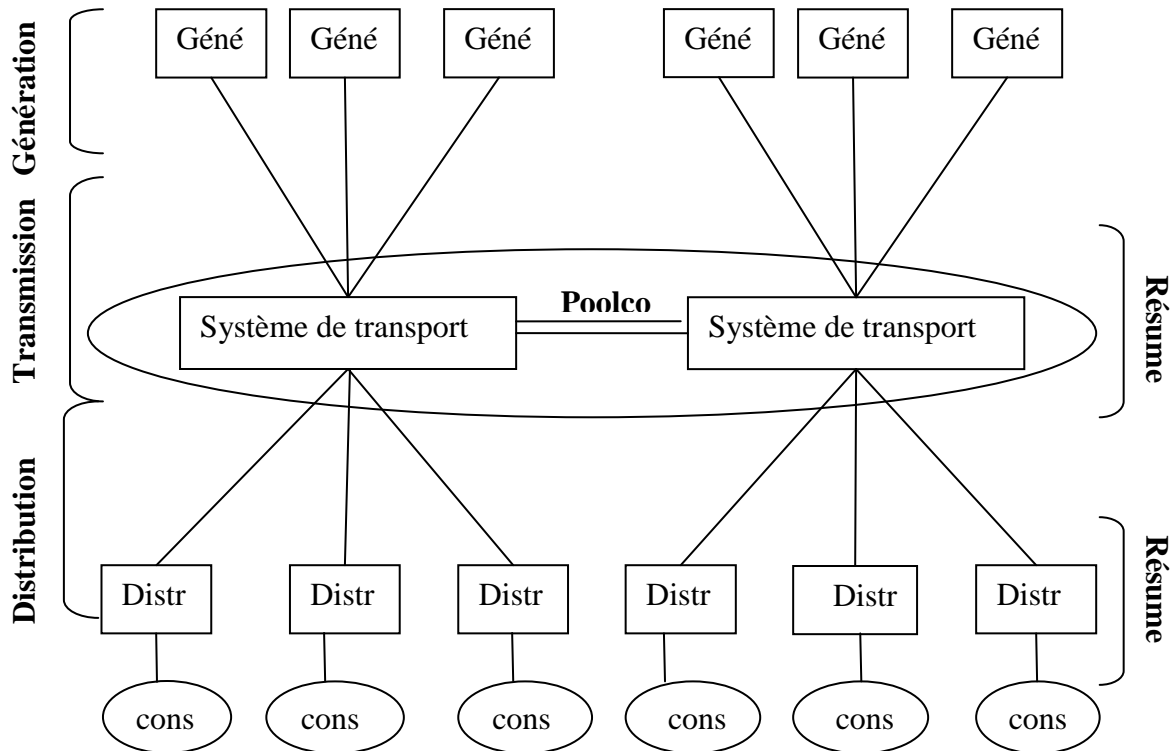 Génération
Géné
Géné
Géné
Géné
Géné
Géné
Transmission
Poolco
Système de transport
Système de transport
Résume
Distribution
Distr
Distr
Distr
Distr
Distr
Distr
Résume
cons
cons
cons
cons
cons
cons